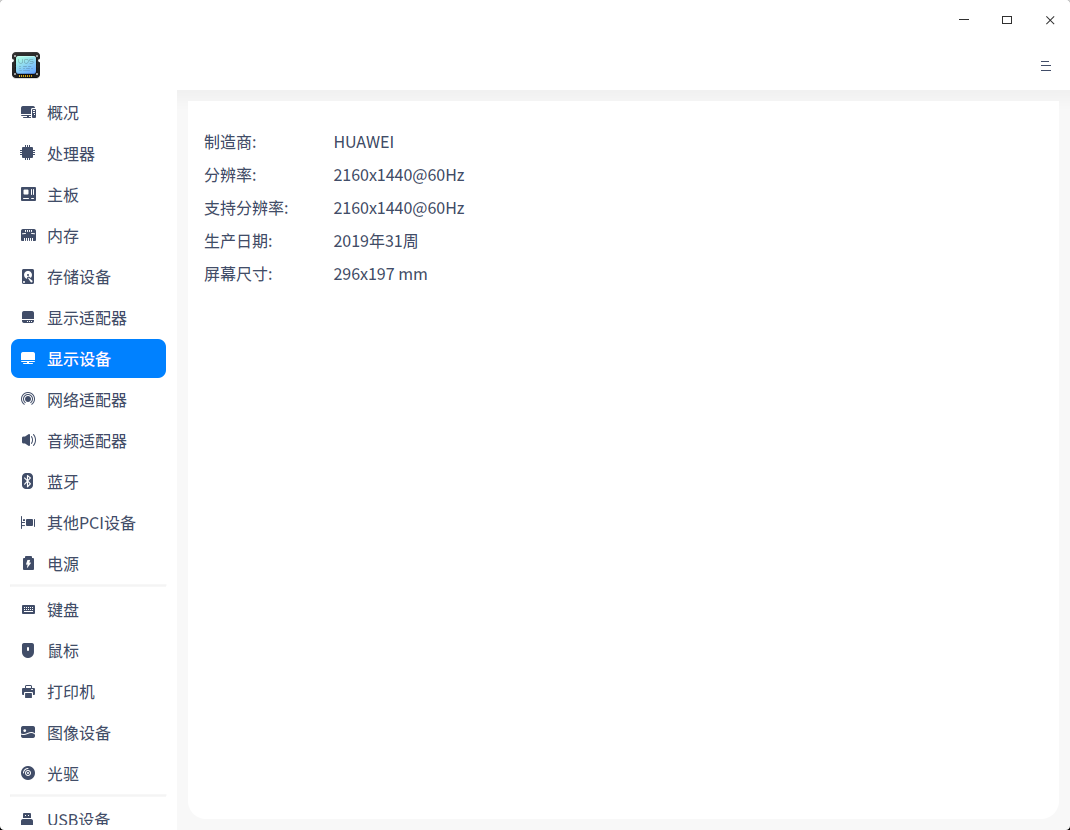 UOS
概况
处理器
主板
内存
存储设备
显示适配器
显示设备
网络适配器
音频适配器
蓝牙
其他PCI设备
电源
键盘
鼠标
打印机
图像设备
光驱
USB设备
制造商: HUAWEI
分辨率: 2160x1440@60Hz
支持分辨率: 2160x1440@60Hz
生产日期: 2019年31周
屏幕尺寸: 296x197 mm